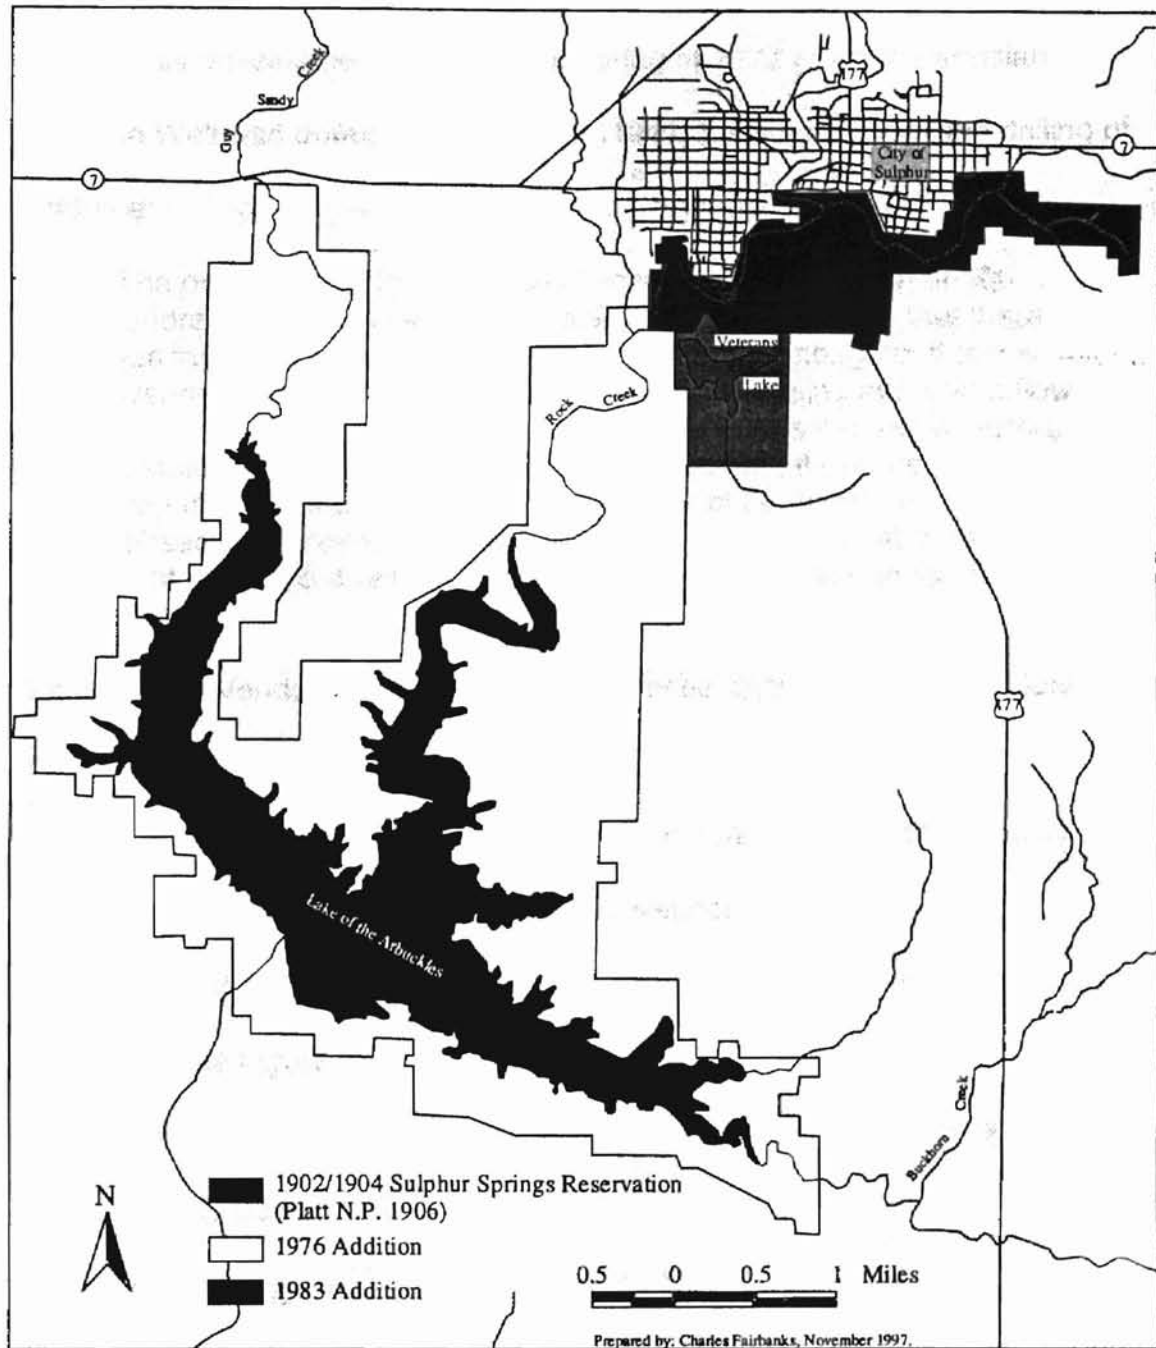 Creek
Sandy
Guy
177
7
7
City of
Sulphur
Veterans
Lake
Rock Creek
177
Lake of the Arbuckles
Buckhorn Creek
N
1902/1904 Sulphur Springs Reservation
(Platt N.P. 1906)
1976 Addition
1983 Addition
0.5 0 0.5 1 Miles
Prepared by: Charles Fairbanks, November 1997.